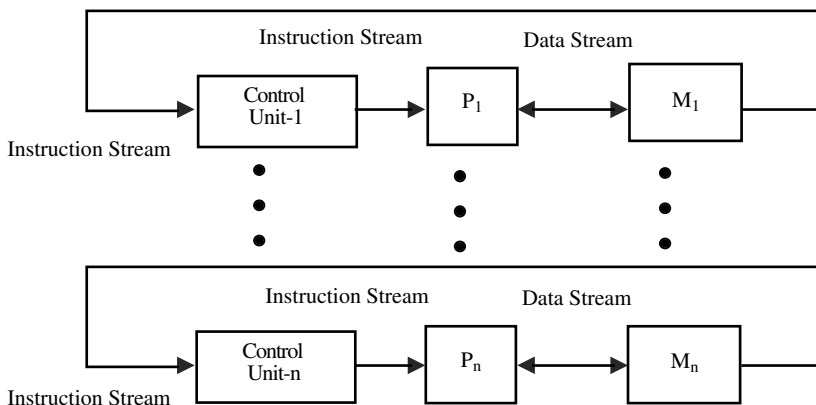 Instruction Stream Data Stream
Control
Unit-1
P₁
M₁
Instruction Stream
Instruction Stream Data Stream
Control
Unit-n
Pₙ
Mₙ
Instruction Stream